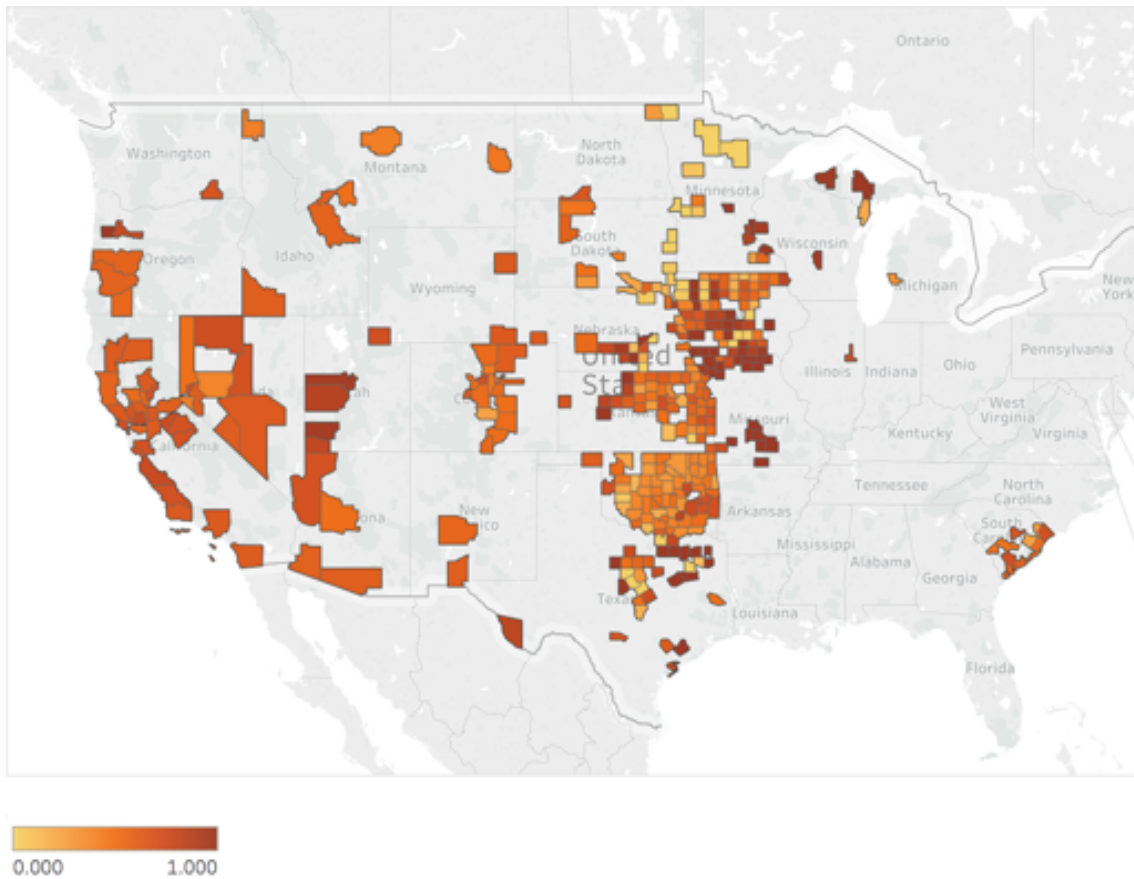 Ontario
Washington
Montana
North
Dakota
Minnesota
Oregon
Idaho
South
Dakota
Wisconsin
Michigan
New
York
Wyoming
Nebraska
United
Illinois
Indiana
Ohio
Pennsylvania
Missouri
West
Virginia
Virginia
Kentucky
California
Tennessee
North
Carolina
New
Arkansas
South
Mississippi
Alabama
Georgia
Louisiana
Florida
0.000
1.000